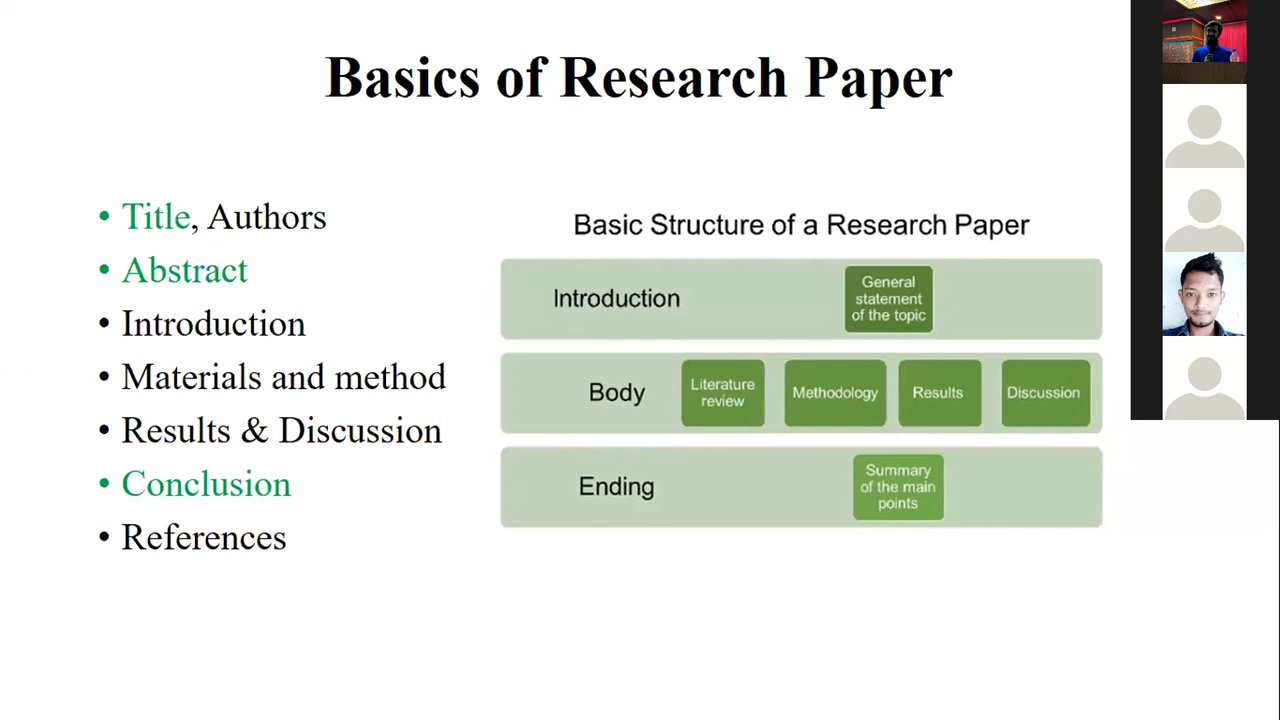 Basics of Research Paper
• Title, Authors
• Abstract
• Introduction
• Materials and method
• Results & Discussion
• Conclusion
• References
Basic Structure of a Research Paper
Introduction
General
statement
of the topic
Body
Literature
review
Methodology
Results
Discussion
Ending
Summary
of the main
points